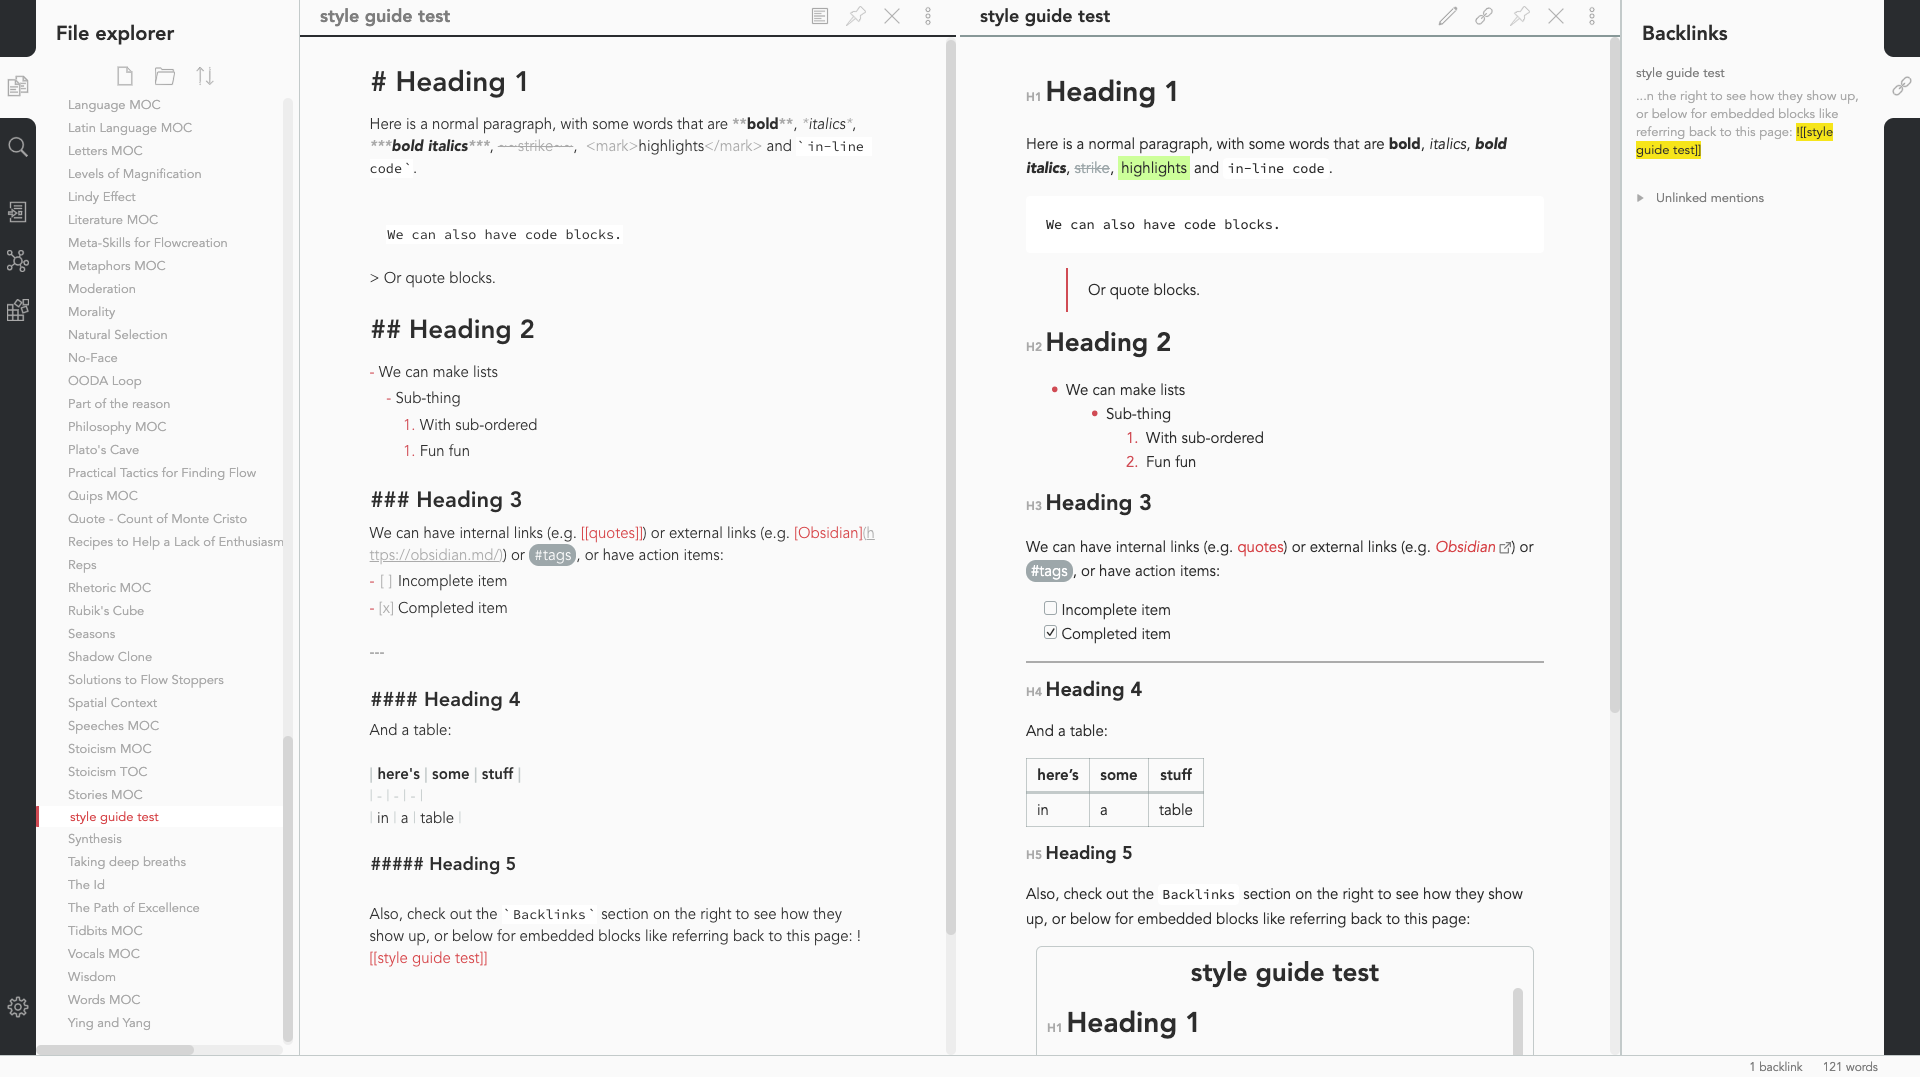 File explorer
Language MOC
Latin Language MOC
Letters MOC
Levels of Magnification
Lindy Effect
Literature MOC
Meta-Skills for Flowcreation
Metaphors MOC
Moderation
Morality
Natural Selection
No-Face
OODA Loop
Part of the reason
Philosophy MOC
Plato's Cave
Practical Tactics for Finding Flow
Quips MOC
Quote - Count of Monte Cristo
Recipes to Help a Lack of Enthusiasm
Reps
Rhetoric MOC
Rubik's Cube
Seasons
Shadow Clone
Solutions to Flow Stoppers
Spatial Context
Speeches MOC
Stoicism MOC
Stoicism TOC
Stories MOC
style guide test
Synthesis
Taking deep breaths
The Id
The Path of Excellence
Tidbits MOC
Vocals MOC
Wisdom
Words MOC
Ying and Yang
style guide test
# Heading 1
Here is a normal paragraph, with some words that are **bold**, *italics*,
***bold italics***, ~~strike~~, <mark>highlights</mark> and `in-line
code`.
We can also have code blocks.
> Or quote blocks.
## Heading 2
- We can make lists
- Sub-thing
1. With sub-ordered
1. Fun fun
### Heading 3
We can have internal links (e.g. [[quotes]]) or external links (e.g. [Obsidian](h
ttps://obsidian.md/)) or #tags, or have action items:
- [ ] Incomplete item
- [x] Completed item
---
#### Heading 4
And a table:
| here's | some | stuff |
| - | - | - |
| in | a | table |
##### Heading 5
Also, check out the `Backlinks` section on the right to see how they
show up, or below for embedded blocks like referring back to this page: !
[[style guide test]]
style guide test
H1 Heading 1
Here is a normal paragraph, with some words that are bold, italics, bold
italics, strike, highlights and in-line code.
We can also have code blocks.
Or quote blocks.
H2 Heading 2
We can make lists
Sub-thing
1. With sub-ordered
2. Fun fun
H3 Heading 3
We can have internal links (e.g. quotes) or external links (e.g. Obsidian) or
#tags, or have action items:
Incomplete item
Completed item
H4 Heading 4
And a table:
here’s some stuff
in a table
H5 Heading 5
Also, check out the Backlinks section on the right to see how they show
up, or below for embedded blocks like referring back to this page:
style guide test
H1 Heading 1
Backlinks
style guide test
...n the right to see how they show up,
or below for embedded blocks like
referring back to this page: ![[style
guide test]]
Unlinked mentions
1 backlink 121 words